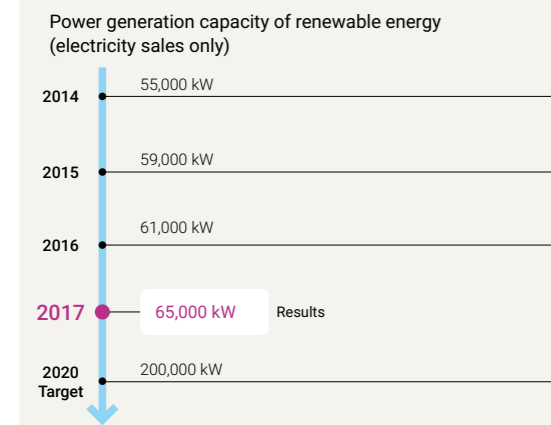 Power generation capacity of renewable energy
(electricity sales only)
2014
55,000 kW
2015
59,000 kW
2016
61,000 kW
2017
65,000 kW
Results
2020
Target
200,000 kW